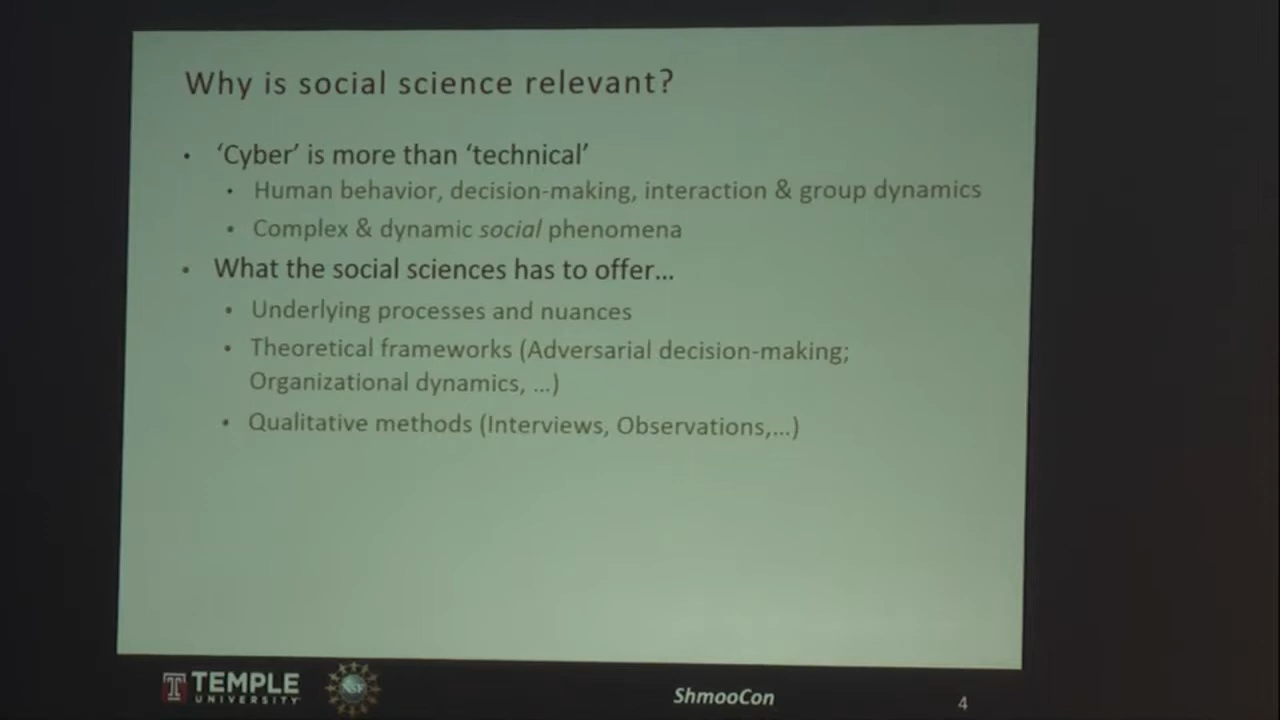 Why is social science relevant?
• ‘Cyber’ is more than ‘technical’
• Human behavior, decision-making, interaction & group dynamics
• Complex & dynamic social phenomena
• What the social sciences has to offer…
• Underlying processes and nuances
• Theoretical frameworks (Adversarial decision-making;
Organizational dynamics, …)
• Qualitative methods (Interviews, Observations,…)
T TEMPLE
UNIVERSITY
NSF
ShmooCon
4